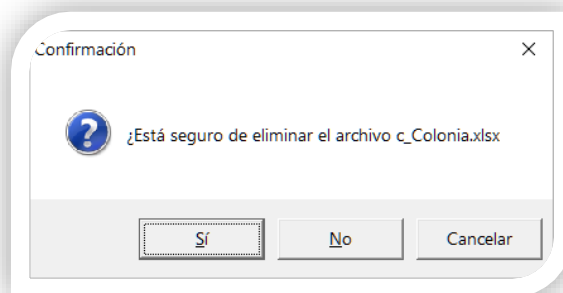 Confirmación
¿Está seguro de eliminar el archivo c_Colonia.xlsx
Sí
No
Cancelar